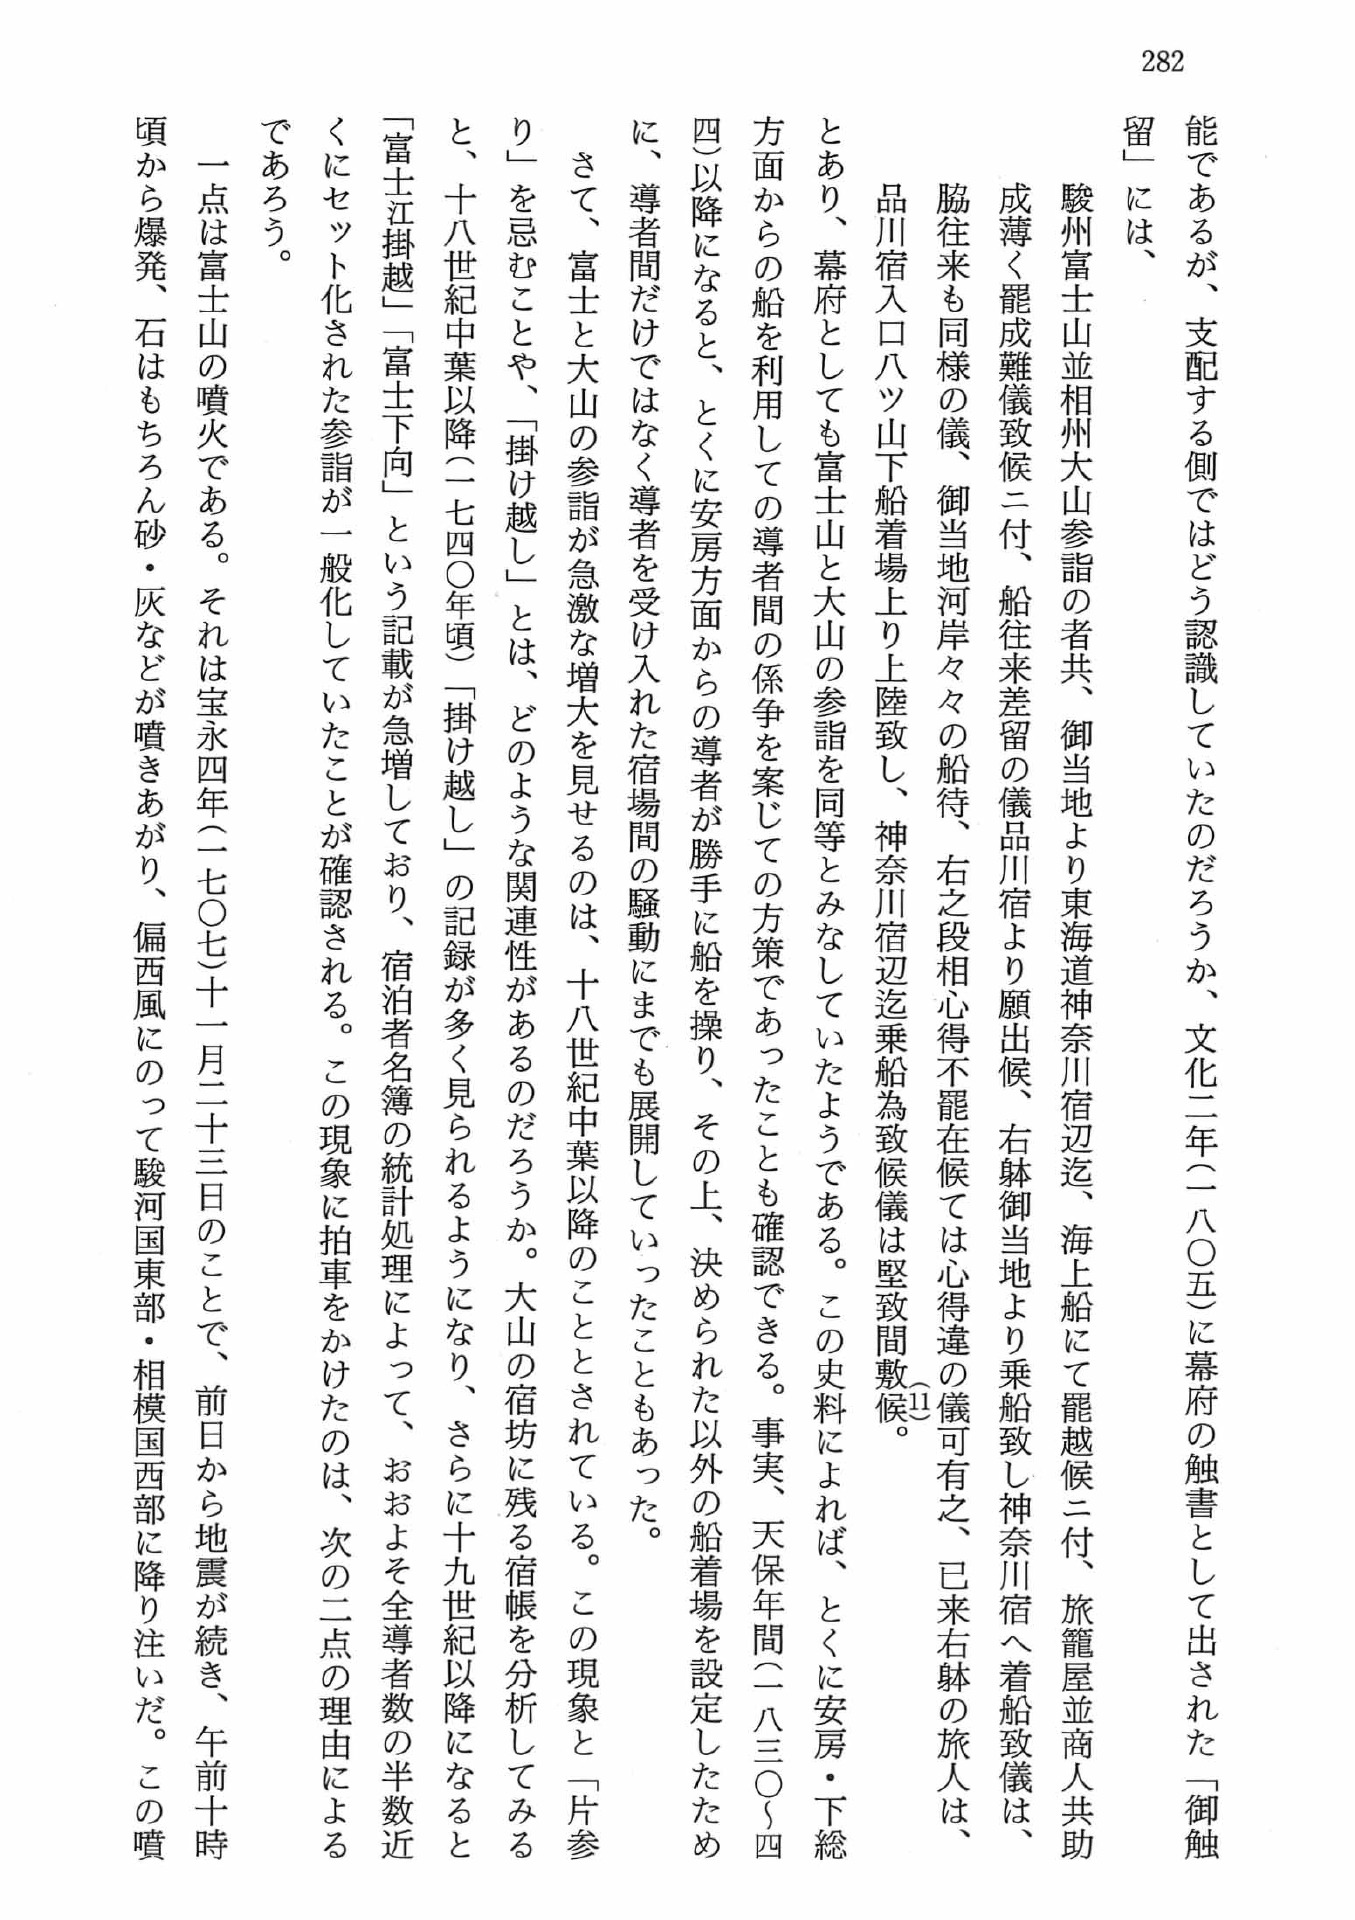 282
能であるが、支配する側ではどう認識していたのだろうか、文化二年(一八〇五)に幕府の触書として出された「御触
留」には、
駿州富士山並相州大山参詣の者共、御当地より東海道神奈川宿辺迄、海上船にて罷越候ニ付、旅籠屋並商人共助
成薄く罷成難儀致候ニ付、船往来差留の儀品川宿より願出候、右躰御当地より乗船致し神奈川宿へ着船致儀は、
脇往来も同様の儀、御当地河岸々々の船待、右之段相心得不罷在候ては心得違の儀可有之、已来右躰の旅人は、
品川宿入口八ツ山下船着場上り上陸致し、神奈川宿辺迄乗船為致候儀は堅致間敷候。(11)
とあり、幕府としても富士山と大山の参詣を同等とみなしていたようである。この史料によれば、とくに安房・下総
方面からの船を利用しての導者間の係争を案じての方策であったことも確認できる。事実、天保年間(一八三〇〜四
四)以降になると、とくに安房方面からの導者が勝手に船を操り、その上、決められた以外の船着場を設定したため
に、導者間だけではなく導者を受け入れた宿場間の騒動にまでも展開していったこともあった。
さて、富士と大山の参詣が急激な増大を見せるのは、十八世紀中葉以降のこととされている。この現象と「片参
り」を忌むことや、「掛け越し」とは、どのような関連性があるのだろうか。大山の宿坊に残る宿帳を分析してみる
と、十八世紀中葉以降(一七四〇年頃)「掛け越し」の記録が多く見られるようになり、さらに十九世紀以降になると
「富士江掛越」「富士下向」という記載が急増しており、宿泊者名簿の統計処理によって、おおよそ全導者数の半数近
くにセット化された参詣が一般化していたことが確認される。この現象に拍車をかけたのは、次の二点の理由による
であろう。
一点は富士山の噴火である。それは宝永四年(一七〇七)十一月二十三日のことで、前日から地震が続き、午前十時
頃から爆発、石はもちろん砂・灰などが噴きあがり、偏西風にのって駿河国東部・相模国西部に降り注いだ。この噴